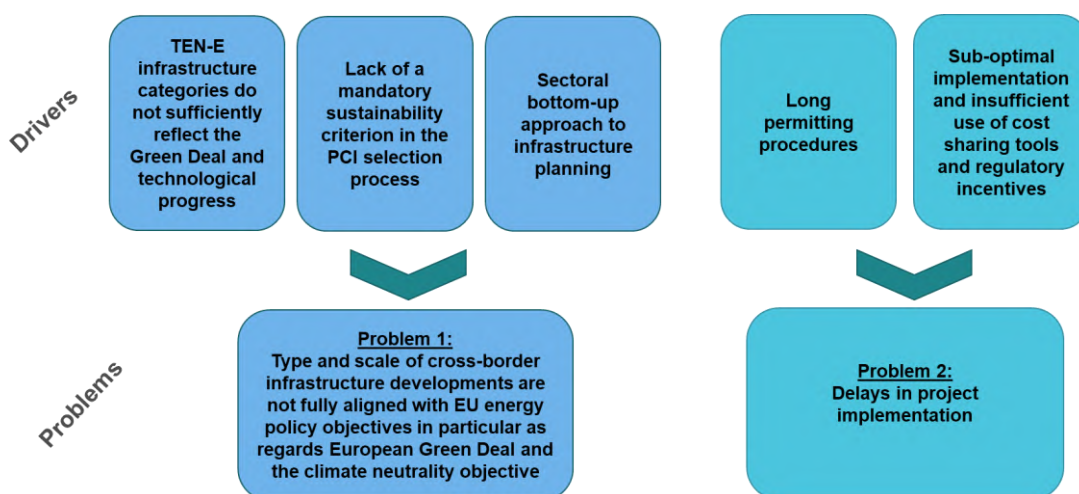 Drivers
TEN-E
infrastructure
categories do
not sufficiently
reflect the
Green Deal and
technological
progress
Lack of a
mandatory
sustainability
criterion in the
PCI selection
process
Sectoral
bottom-up
approach to
infrastructure
planning
Long
permitting
procedures
Sub-optimal
implementation
and insufficient
use of cost
sharing tools
and regulatory
incentives
Problems
Problem 1:
Type and scale of cross-border
infrastructure developments are
not fully aligned with EU energy
policy objectives in particular as
regards European Green Deal and
the climate neutrality objective
Problem 2:
Delays in project
implementation